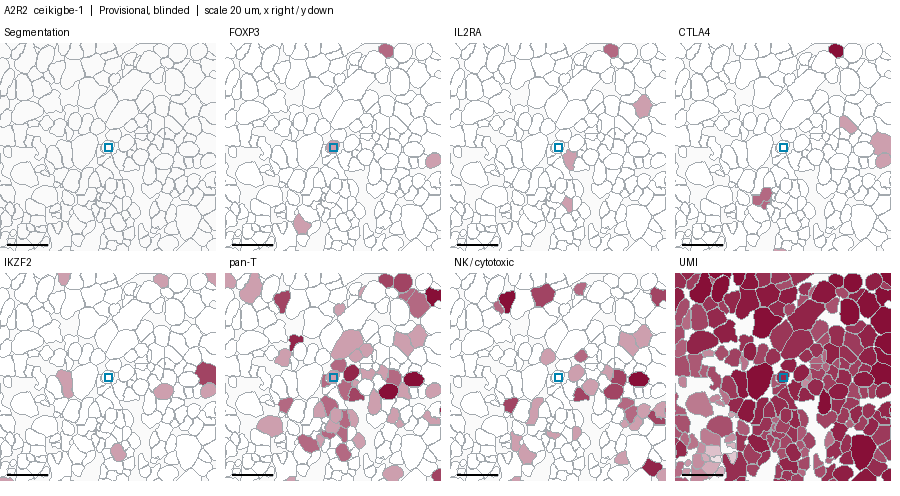 A2R2 ceikigbe-1 | Provisional, blinded | scale 20 um, x right / y down
Segmentation FOXP3 IL2RA CTLA4
IKZF2 pan-T NK / cytotoxic UMI